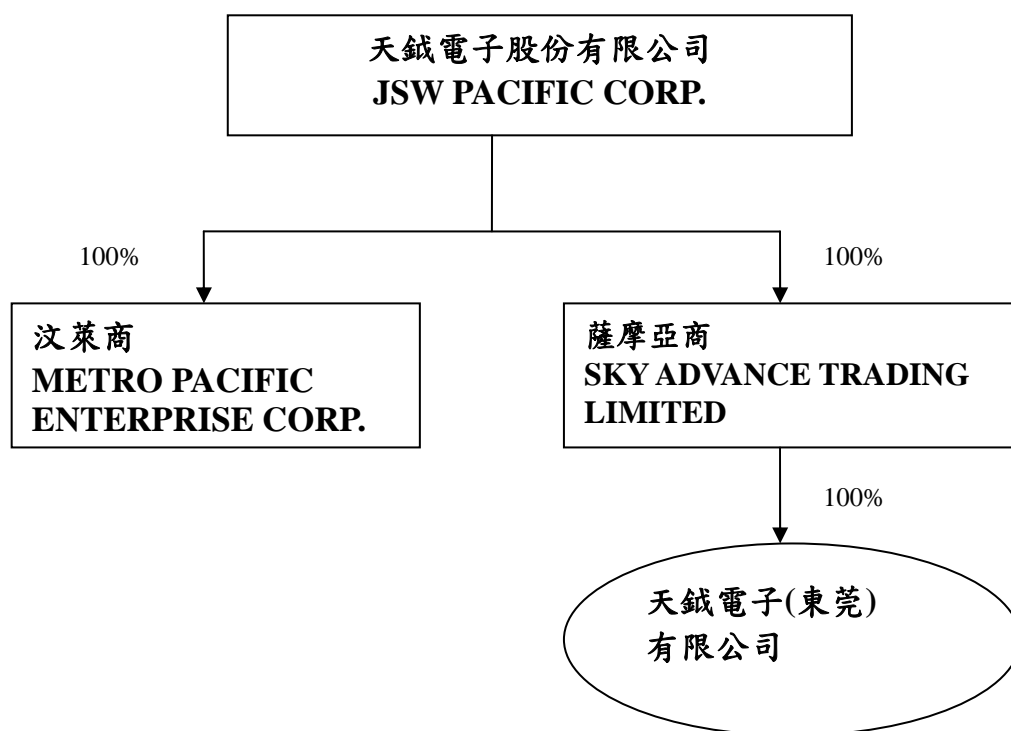 天鉞電子股份有限公司
JSW PACIFIC CORP.
100%
100%
汶萊商
METRO PACIFIC
ENTERPRISE CORP.
薩摩亞商
SKY ADVANCE TRADING
LIMITED
100%
天鉞電子(東莞)
有限公司